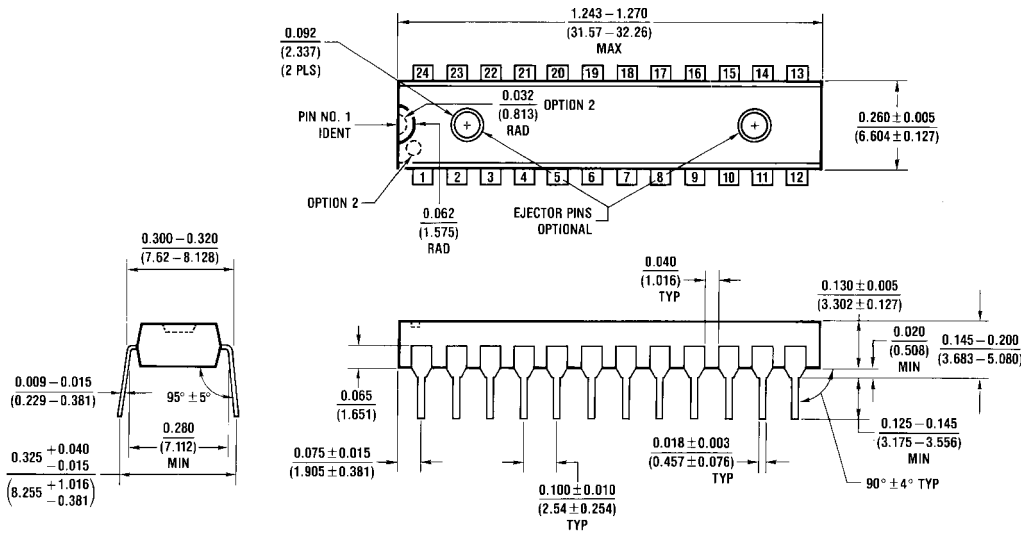 1.243 – 1.270
(31.57 – 32.26)
MAX
0.092
(2.337)
(2 PLS)
24 23 22 21 20 19 18 17 16 15 14 13
0.032
(0.813)
RAD
OPTION 2
PIN NO. 1
IDENT
0.260 ± 0.005
(6.604 ± 0.127)
1 2 3 4 5 6 7 8 9 10 11 12
OPTION 2
0.062
(1.575)
RAD
EJECTOR PINS
OPTIONAL
0.300 – 0.320
(7.62 – 8.128)
0.040
(1.016)
TYP
0.130 ± 0.005
(3.302 ± 0.127)
0.020
(0.508)
MIN
0.145 – 0.200
(3.683 – 5.080)
0.009 – 0.015
(0.229 – 0.381)
95° ± 5°
0.065
(1.651)
0.280
(7.112)
MIN
0.125 – 0.145
(3.175 – 3.556)
MIN
0.325 +0.040
−0.015
(8.255 +1.016
−0.381)
0.075 ± 0.015
(1.905 ± 0.381)
0.018 ± 0.003
(0.457 ± 0.076)
TYP
90° ± 4° TYP
0.100 ± 0.010
(2.54 ± 0.254)
TYP